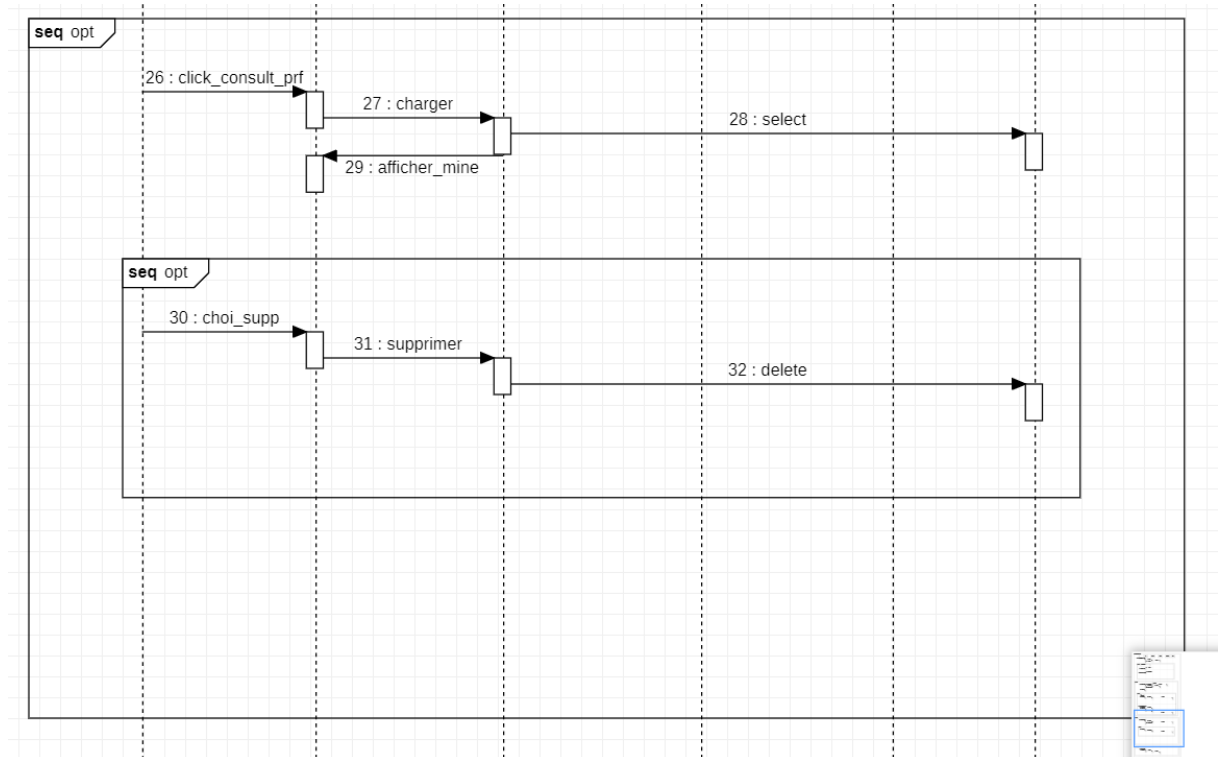 seq opt
26 : click_consult_prf
27 : charger
28 : select
29 : afficher_mine
seq opt
30 : choi_supp
31 : supprimer
32 : delete